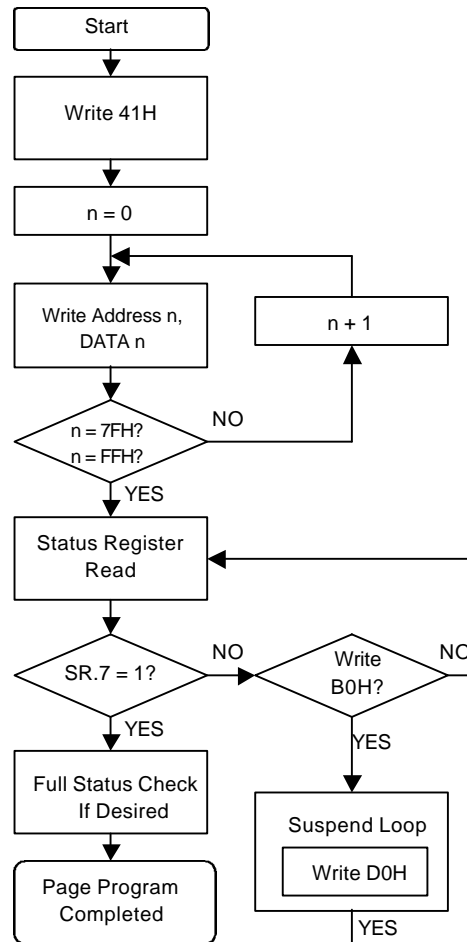 Start
Write 41H
n = 0
Write Address n,
DATA n
n + 1
n = 7FH?
n = FFH?
NO
YES
Status Register
Read
SR.7 = 1?
NO
Write
B0H?
NO
YES
YES
Full Status Check
If Desired
Suspend Loop
Write D0H
Page Program
Completed
YES